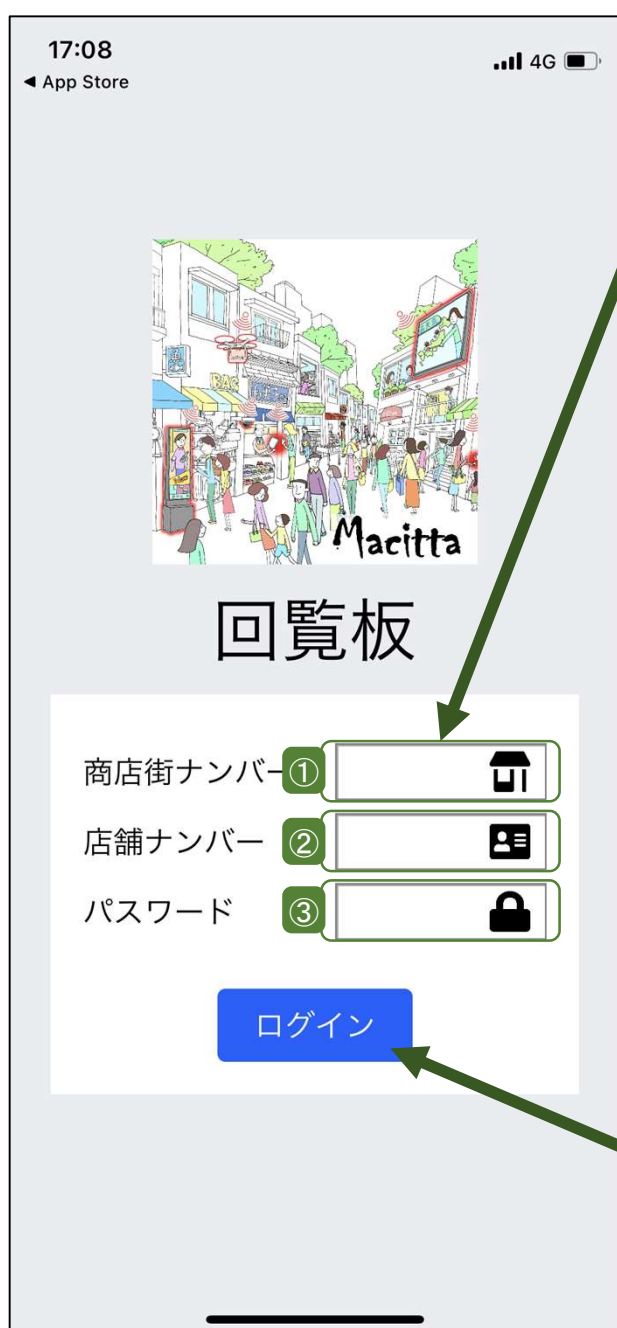 17:08
4G
◀ App Store
BAG
Macitta
回覧板
商店街ナンバー ①
店舗ナンバー ②
パスワード ③
ログイン